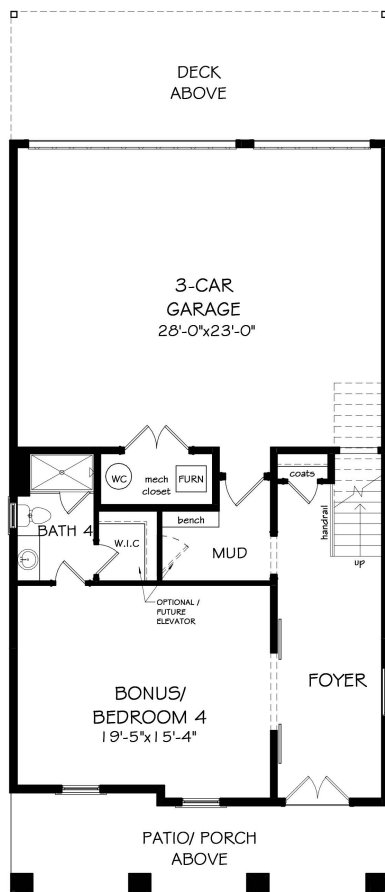 DECK
ABOVE
3-CAR
GARAGE
28'-0"x23'-0"
WC
mech
closet
FURN
coats
bench
handrail
BATH 4
W.I.C
MUD
up
OPTIONAL /
FUTURE
ELEVATOR
FOYER
BONUS/
BEDROOM 4
19'-5"x15'-4"
PATIO/ PORCH
ABOVE